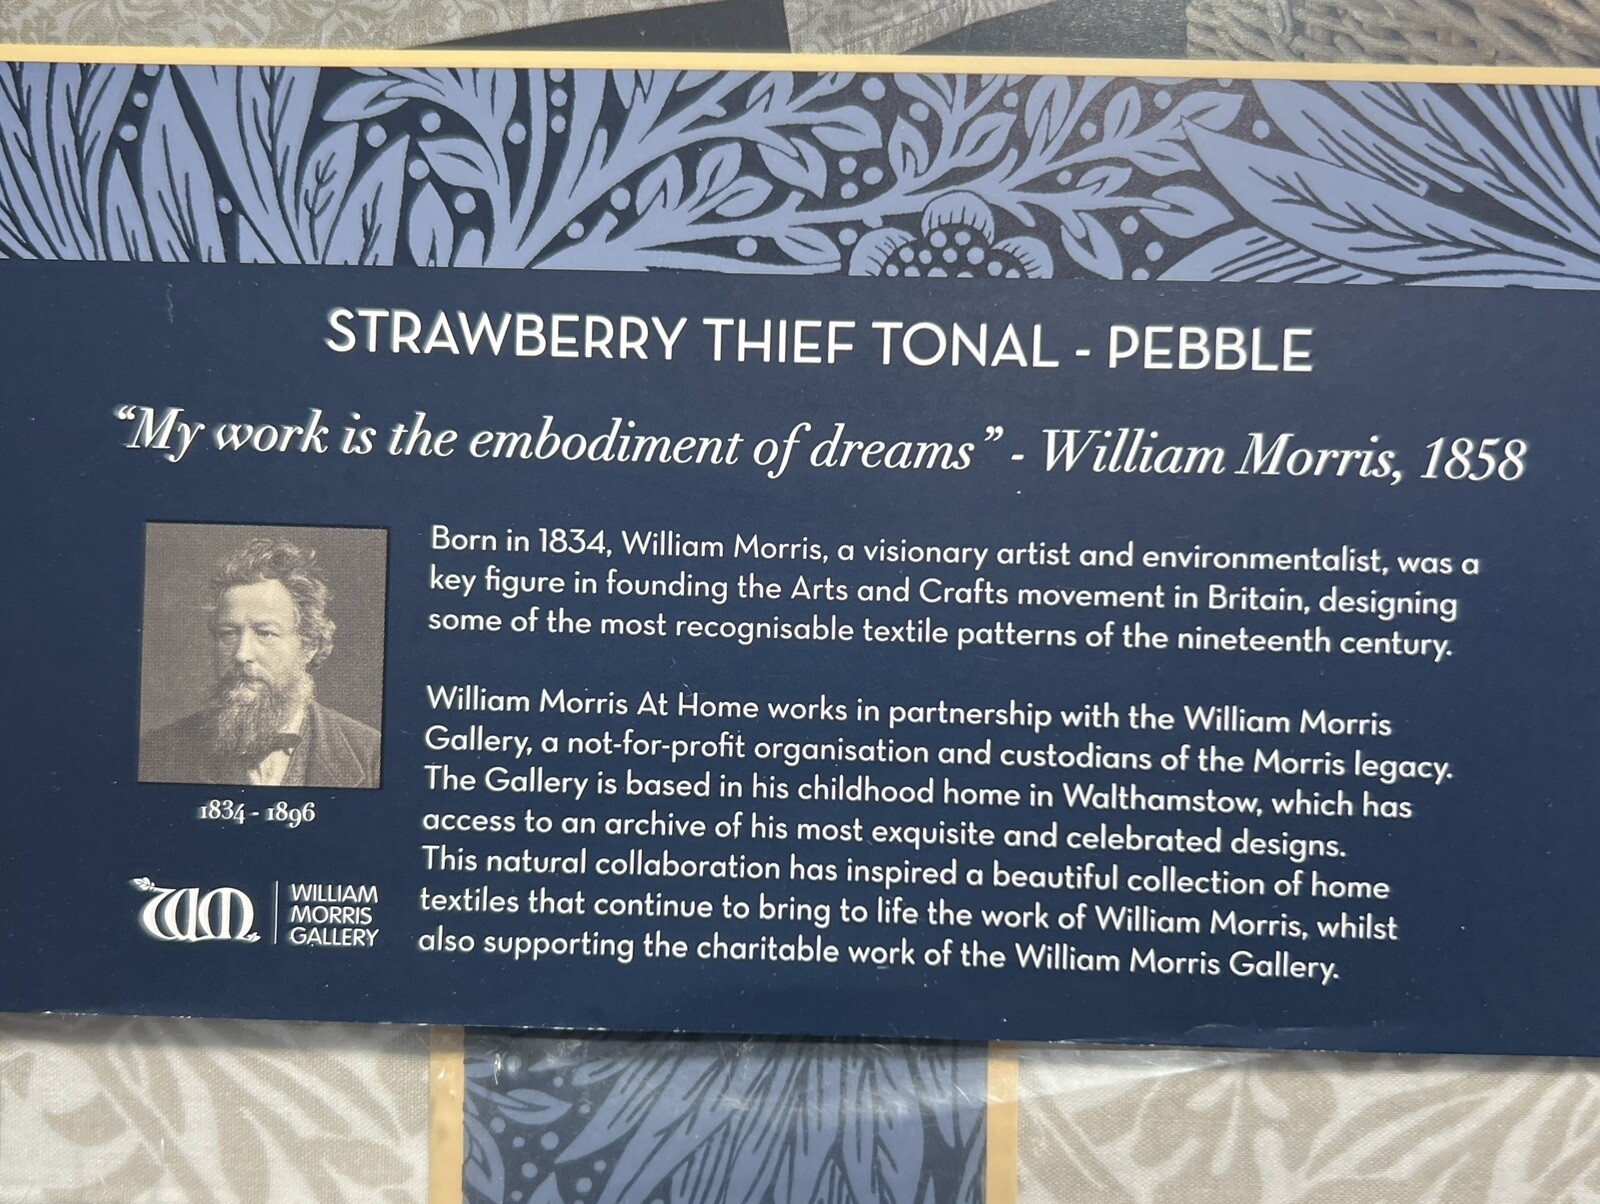 STRAWBERRY THIEF TONAL - PEBBLE
“My work is the embodiment of dreams” - William Morris, 1858
Born in 1834, William Morris, a visionary artist and environmentalist, was a
key figure in founding the Arts and Crafts movement in Britain, designing
some of the most recognisable textile patterns of the nineteenth century.
William Morris At Home works in partnership with the William Morris
Gallery, a not-for-profit organisation and custodians of the Morris legacy.
The Gallery is based in his childhood home in Walthamstow, which has
access to an archive of his most exquisite and celebrated designs.
This natural collaboration has inspired a beautiful collection of home
textiles that continue to bring to life the work of William Morris, whilst
also supporting the charitable work of the William Morris Gallery.
1834 - 1896
WM
WILLIAM
MORRIS
GALLERY